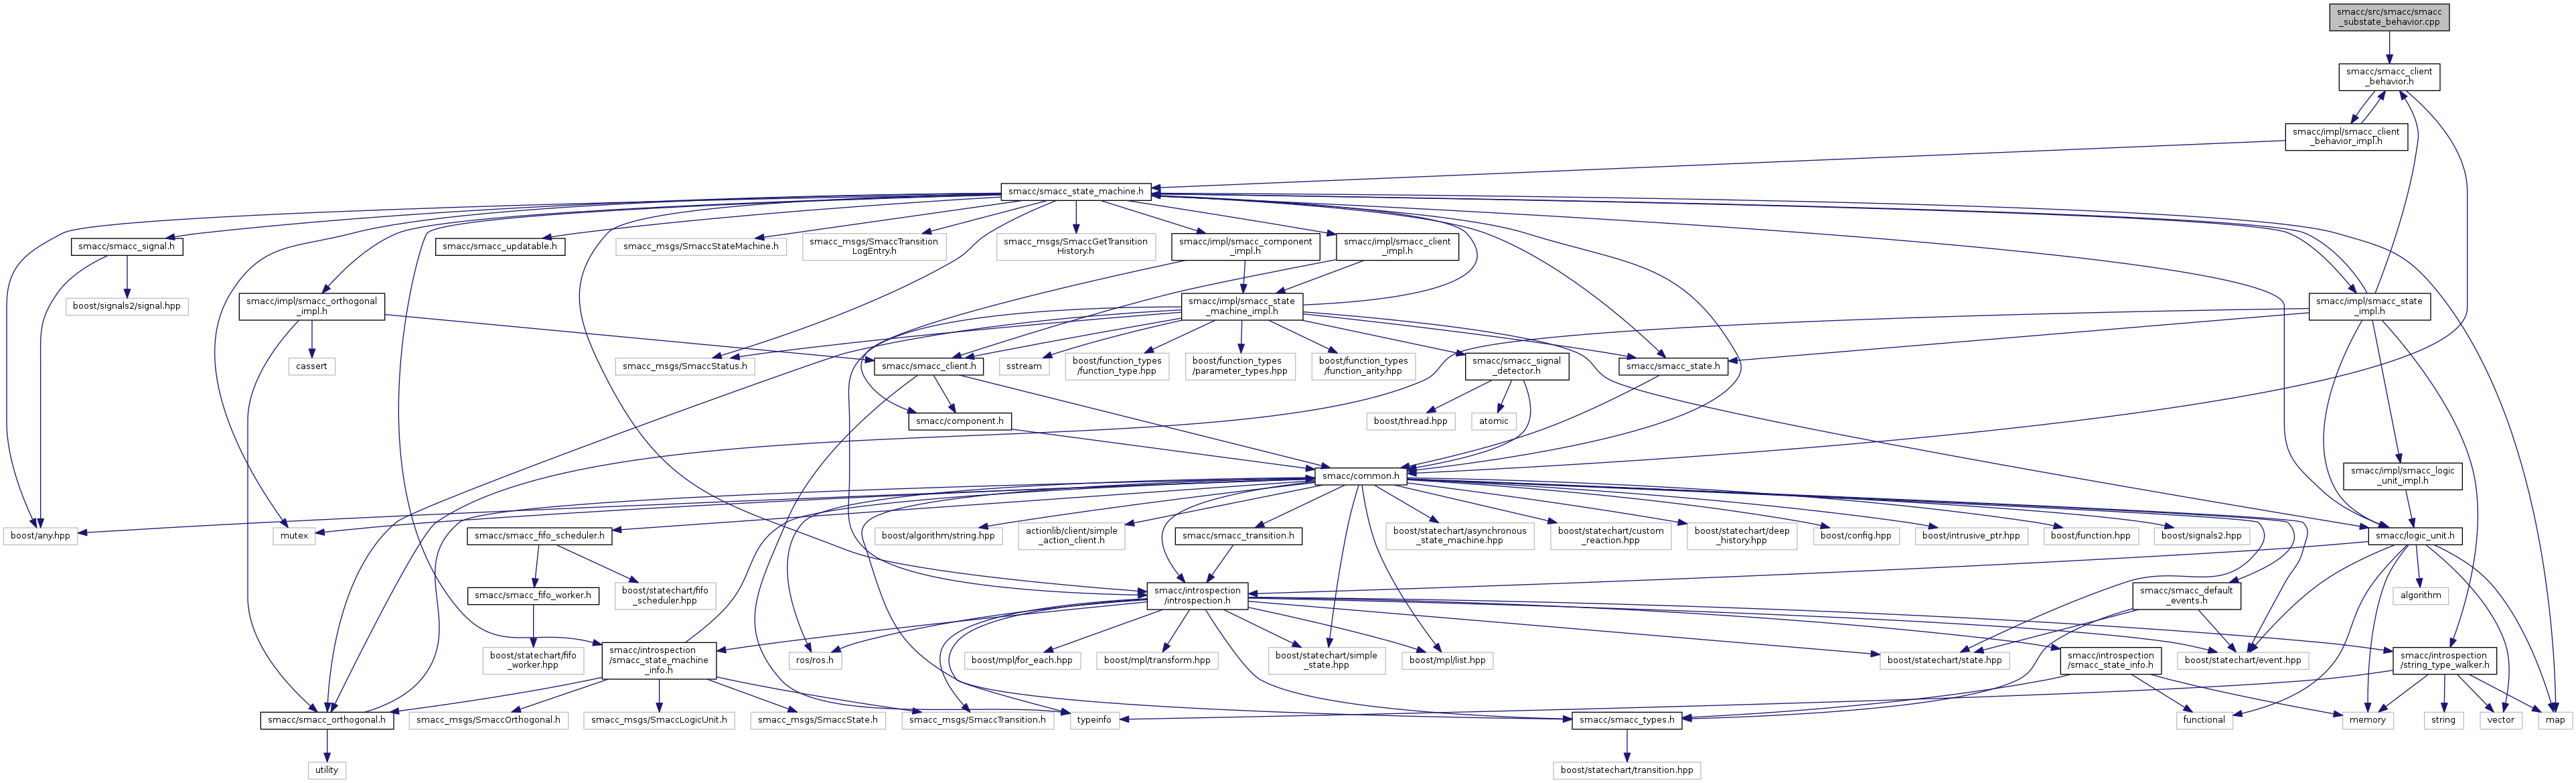 smacc/src/smacc/smacc
_substate_behavior.cpp
smacc/smacc_client
_behavior.h
smacc/impl/smacc_client
_behavior_impl.h
smacc/smacc_state_machine.h
smacc/smacc_signal.h
smacc/smacc_updatable.h
smacc_msgs/SmaccStateMachine.h
smacc_msgs/SmaccTransition
LogEntry.h
smacc_msgs/SmaccGetTransition
History.h
smacc/impl/smacc_component
_impl.h
smacc/impl/smacc_client
_impl.h
boost/signals2/signal.hpp
smacc/impl/smacc_orthogonal
_impl.h
smacc/impl/smacc_state
_machine_impl.h
smacc/impl/smacc_state
_impl.h
cassert
smacc_msgs/SmaccStatus.h
smacc/smacc_client.h
sstream
boost/function_types
/function_type.hpp
boost/function_types
/parameter_types.hpp
boost/function_types
/function_arity.hpp
smacc/smacc_signal
_detector.h
smacc/smacc_state.h
smacc/component.h
boost/thread.hpp
atomic
smacc/common.h
smacc/impl/smacc_logic
_unit_impl.h
boost/any.hpp
mutex
smacc/smacc_fifo_scheduler.h
boost/algorithm/string.hpp
actionlib/client/simple
_action_client.h
smacc/smacc_transition.h
boost/statechart/asynchronous
_state_machine.hpp
boost/statechart/custom
_reaction.hpp
boost/statechart/deep
_history.hpp
boost/config.hpp
boost/intrusive_ptr.hpp
boost/function.hpp
boost/signals2.hpp
smacc/logic_unit.h
smacc/smacc_fifo_worker.h
boost/statechart/fifo
_scheduler.hpp
smacc/introspection
/introspection.h
smacc/smacc_default
_events.h
algorithm
boost/statechart/fifo
_worker.hpp
smacc/introspection
/smacc_state_machine
_info.h
ros/ros.h
boost/mpl/for_each.hpp
boost/mpl/transform.hpp
boost/statechart/simple
_state.hpp
boost/mpl/list.hpp
boost/statechart/state.hpp
smacc/introspection
/smacc_state_info.h
boost/statechart/event.hpp
smacc/introspection
/string_type_walker.h
smacc/smacc_orthogonal.h
smacc_msgs/SmaccOrthogonal.h
smacc_msgs/SmaccLogicUnit.h
smacc_msgs/SmaccState.h
smacc_msgs/SmaccTransition.h
typeinfo
smacc/smacc_types.h
functional
memory
string
vector
map
utility
boost/statechart/transition.hpp